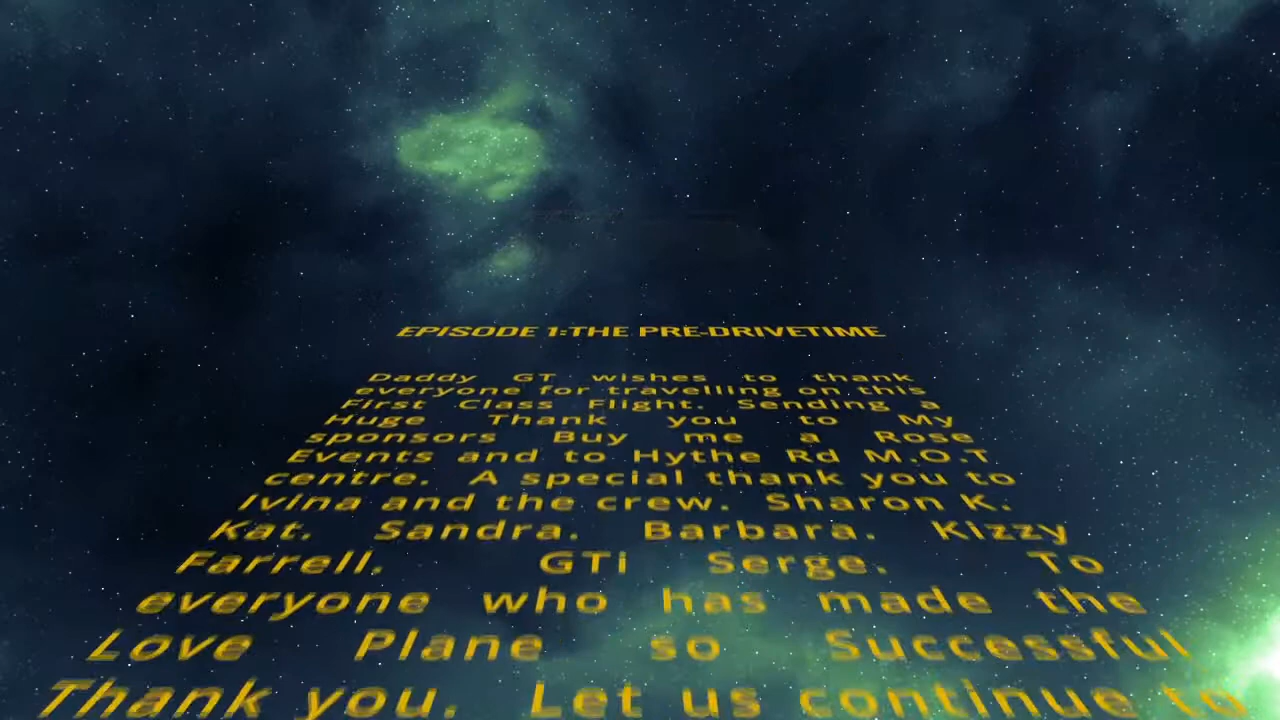 EPISODE 1:THE PRE-DRIVETIME
Daddy GT wishes to thank
everyone for travelling on this
First Class Flight. Sending a
Huge Thank you to My
sponsors Buy me a Rose
Events and to Hythe Rd M.O.T
centre. A special thank you to
Ivina and the crew. Sharon K.
Kat. Sandra. Barbara. Kizzy
Farrell. GTi Serge. To
everyone who has made the
Love Plane so Successful
Thank you. Let us continue to